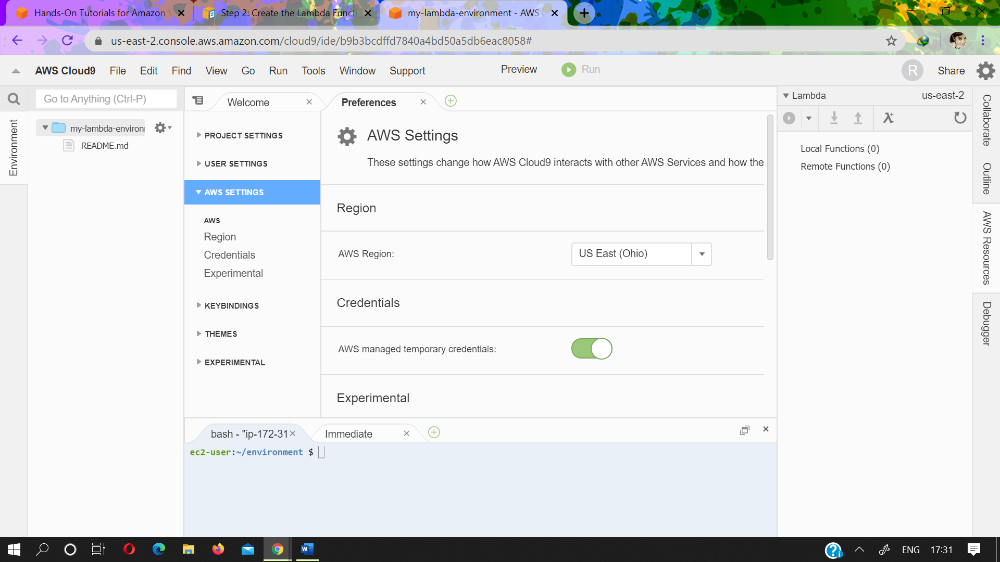 Hands-On Tutorials for Amazon
Step 2: Create the Lambda Func
my-lambda-environment - AWS
us-east-2.console.aws.amazon.com/cloud9/ide/b9b3bcdffd7840a4bd50a5db6eac8058#
AWS Cloud9 File Edit Find View Go Run Tools Window Support Preview Run R Share
Go to Anything (Ctrl-P)
Environment
my-lambda-environ
README.md
Welcome
Preferences
PROJECT SETTINGS
USER SETTINGS
AWS SETTINGS
AWS
Region
Credentials
Experimental
KEYBINDINGS
THEMES
EXPERIMENTAL
AWS Settings
These settings change how AWS Cloud9 interacts with other AWS Services and how the
Region
AWS Region: US East (Ohio)
Credentials
AWS managed temporary credentials:
Experimental
Lambda us-east-2
Local Functions (0)
Remote Functions (0)
Collaborate
Outline
AWS Resources
Debugger
bash - "ip-172-31
Immediate
ec2-user:~/environment $
ENG 17:31